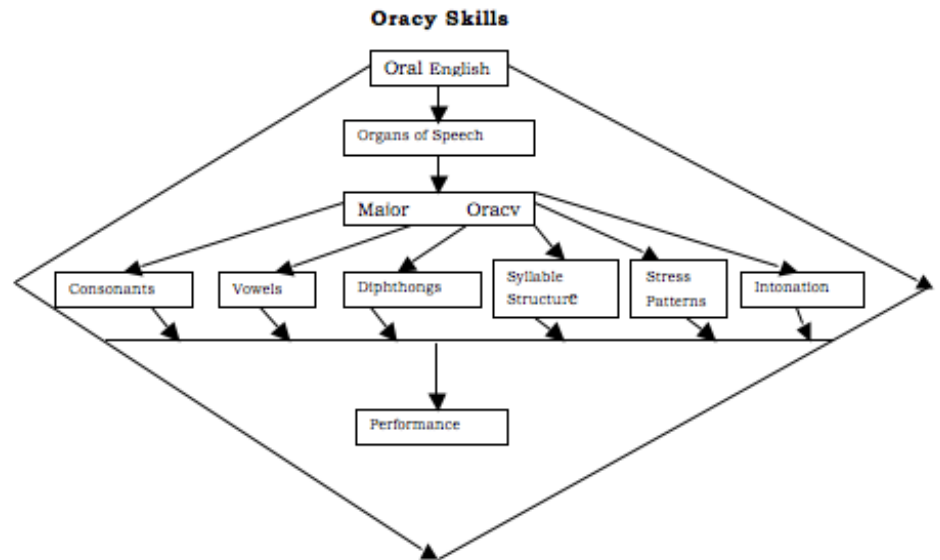 Oracy Skills
Oral English
Organs of Speech
Maior Oracv
Consonants
Vowels
Diphthongs
Syllable
Structure
Stress
Patterns
Intonation
Performance